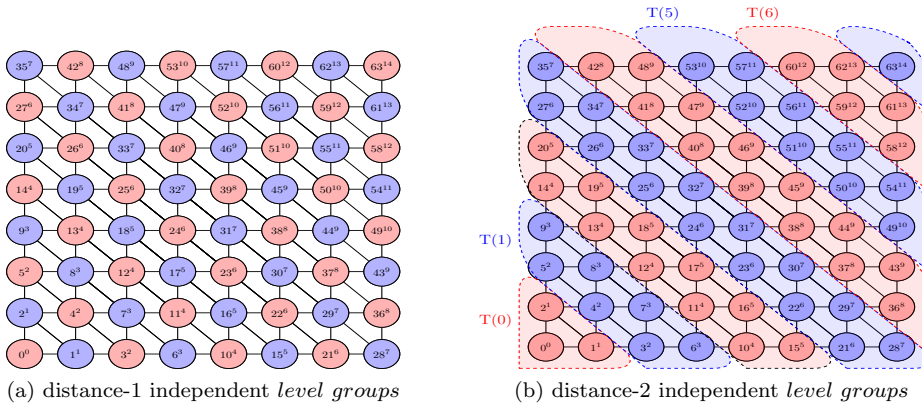 T(5) T(6)
35⁷ 42⁸ 48⁹ 53¹⁰ 57¹¹ 60¹² 62¹³ 63¹⁴ 35⁷ 42⁸ 48⁹ 53¹⁰ 57¹¹ 60¹² 62¹³ 63¹⁴
27⁶ 34⁷ 41⁸ 47⁹ 52¹⁰ 56¹¹ 59¹² 61¹³ 27⁶ 34⁷ 41⁸ 47⁹ 52¹⁰ 56¹¹ 59¹² 61¹³
20⁵ 26⁶ 33⁷ 40⁸ 46⁹ 51¹⁰ 55¹¹ 58¹² 20⁵ 26⁶ 33⁷ 40⁸ 46⁹ 51¹⁰ 55¹¹ 58¹²
14⁴ 19⁵ 25⁶ 32⁷ 39⁸ 45⁹ 50¹⁰ 54¹¹ 14⁴ 19⁵ 25⁶ 32⁷ 39⁸ 45⁹ 50¹⁰ 54¹¹
9³ 13⁴ 18⁵ 24⁶ 31⁷ 38⁸ 44⁹ 49¹⁰ T(1) 9³ 13⁴ 18⁵ 24⁶ 31⁷ 38⁸ 44⁹ 49¹⁰
5² 8³ 12⁴ 17⁵ 23⁶ 30⁷ 37⁸ 43⁹ 5² 8³ 12⁴ 17⁵ 23⁶ 30⁷ 37⁸ 43⁹
2¹ 4² 7³ 11⁴ 16⁵ 22⁶ 29⁷ 36⁸ T(0) 2¹ 4² 7³ 11⁴ 16⁵ 22⁶ 29⁷ 36⁸
0⁰ 1¹ 3² 6³ 10⁴ 15⁵ 21⁶ 28⁷ 0⁰ 1¹ 3² 6³ 10⁴ 15⁵ 21⁶ 28⁷
(a) distance-1 independent level groups (b) distance-2 independent level groups